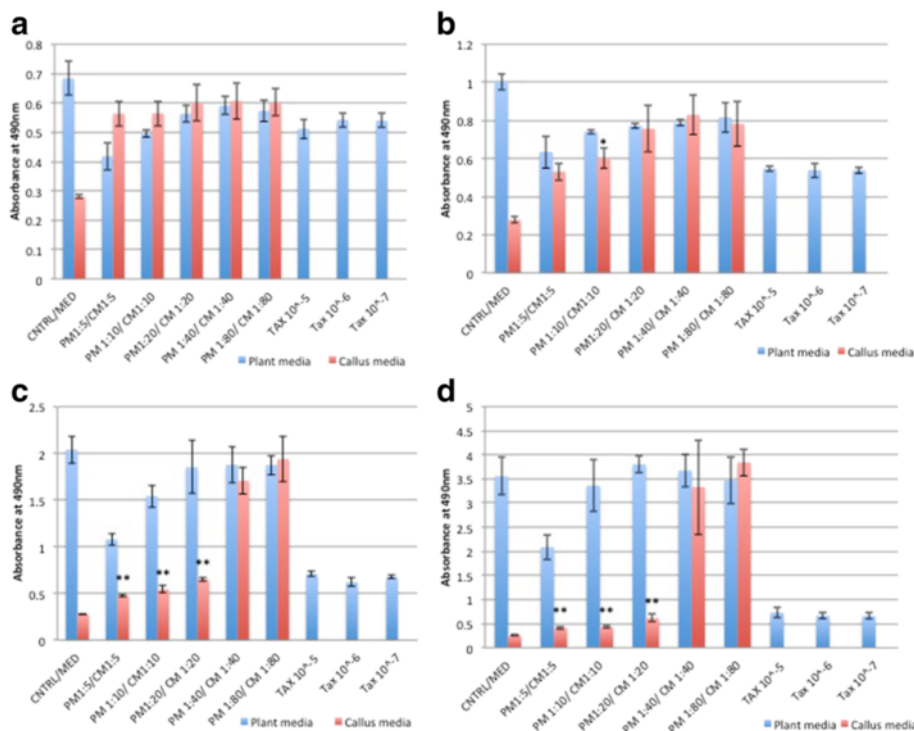 a
Absorbance at 490nm
0.8
0.7
0.6
0.5
0.4
0.3
0.2
0.1
0
CNTRL/MED
PM1:5/CM1:5
PM 1:10/ CM1:10
PM1:20/ CM 1:20
PM 1:40/ CM 1:40
PM 1:80/ CM 1:80
TAX 10^-5
Tax 10^-6
Tax 10^-7
Plant media Callus media
b
Absorbance at 490nm
1.2
1
0.8
0.6
0.4
0.2
0
*
CNTRL/MED
PM1:5/CM1:5
PM 1:10/ CM1:10
PM1:20/ CM 1:20
PM 1:40/ CM 1:40
PM 1:80/ CM 1:80
TAX 10^-5
Tax 10^-6
Tax 10^-7
Plant media Callus media
c
Absorbance at 490nm
2.5
2
1.5
1
0.5
0
** ** **
CNTRL/MED
PM1:5/CM1:5
PM 1:10/ CM1:10
PM1:20/ CM 1:20
PM 1:40/ CM 1:40
PM 1:80/ CM 1:80
TAX 10^-5
Tax 10^-6
Tax 10^-7
Plant media Callus media
d
Absorbance at 490nm
5
4.5
4
3.5
3
2.5
2
1.5
1
0.5
0
** ** **
CNTRL/MED
PM1:5/CM1:5
PM 1:10/ CM1:10
PM1:20/ CM 1:20
PM 1:40/ CM 1:40
PM 1:80/ CM 1:80
TAX 10^-5
Tax 10^-6
Tax 10^-7
Plant media Callus media